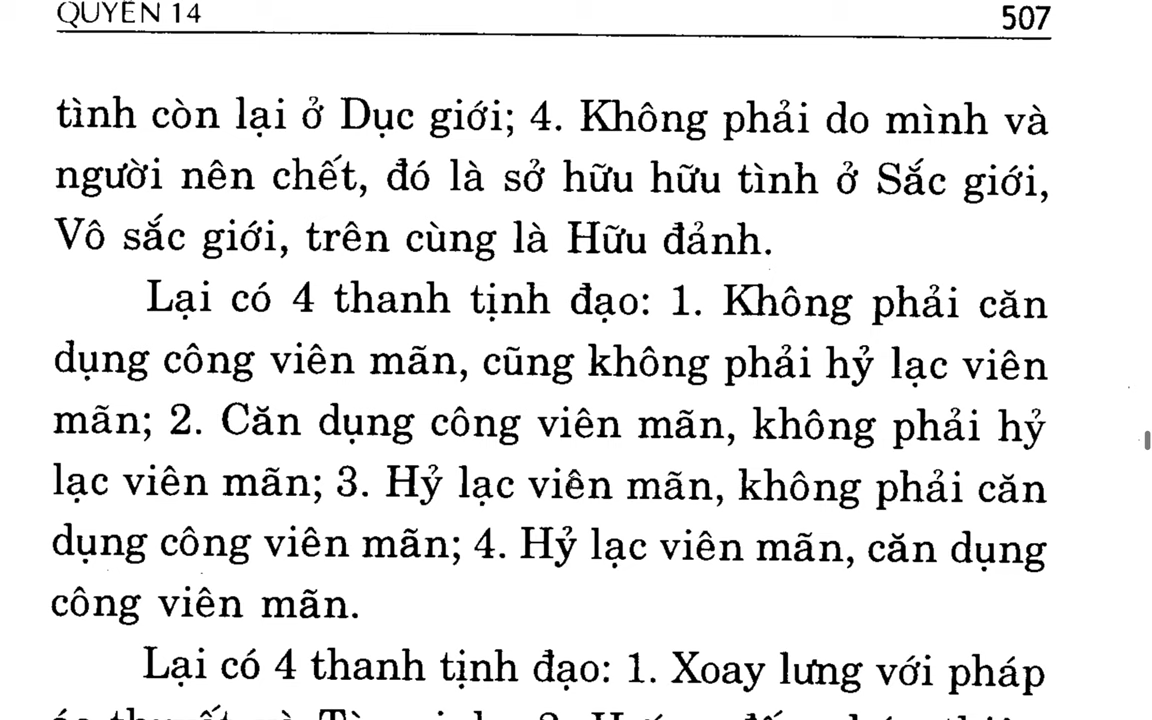 QUYỂN 14 507
tình còn lại ở Dục giới; 4. Không phải do mình và
người nên chết, đó là sở hữu hữu tình ở Sắc giới,
Vô sắc giới, trên cùng là Hữu đảnh.
Lại có 4 thanh tịnh đạo: 1. Không phải căn
dụng công viên mãn, cũng không phải hỷ lạc viên
mãn; 2. Căn dụng công viên mãn, không phải hỷ
lạc viên mãn; 3. Hỷ lạc viên mãn, không phải căn
dụng công viên mãn; 4. Hỷ lạc viên mãn, căn dụng
công viên mãn.
Lại có 4 thanh tịnh đạo: 1. Xoay lưng với pháp